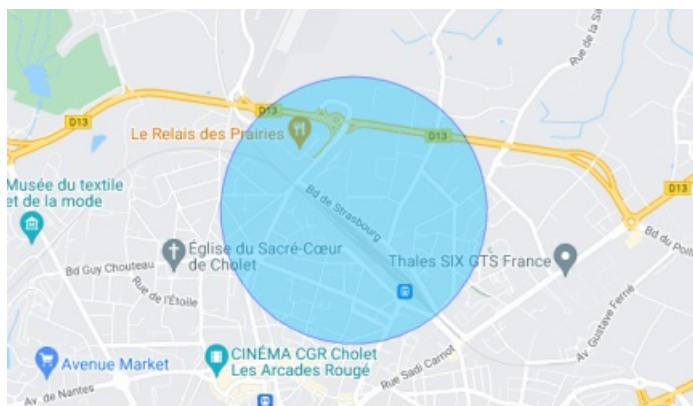 Rue de la Sa
D13
D13
D13
D13
Le Relais des Prairies
Musée du textile
et de la mode
Bd de Strasbourg
Bd du Poito
Église du Sacré-Cœur
de Cholet
Bd Guy Chouteau
Thales SIX GTS France
Rue de l'Étoile
Av. Gustave Ferrié
CINÉMA CGR Cholet
Les Arcades Rougé
Rue Sadi Carnot
Avenue Market
Av. de Nantes